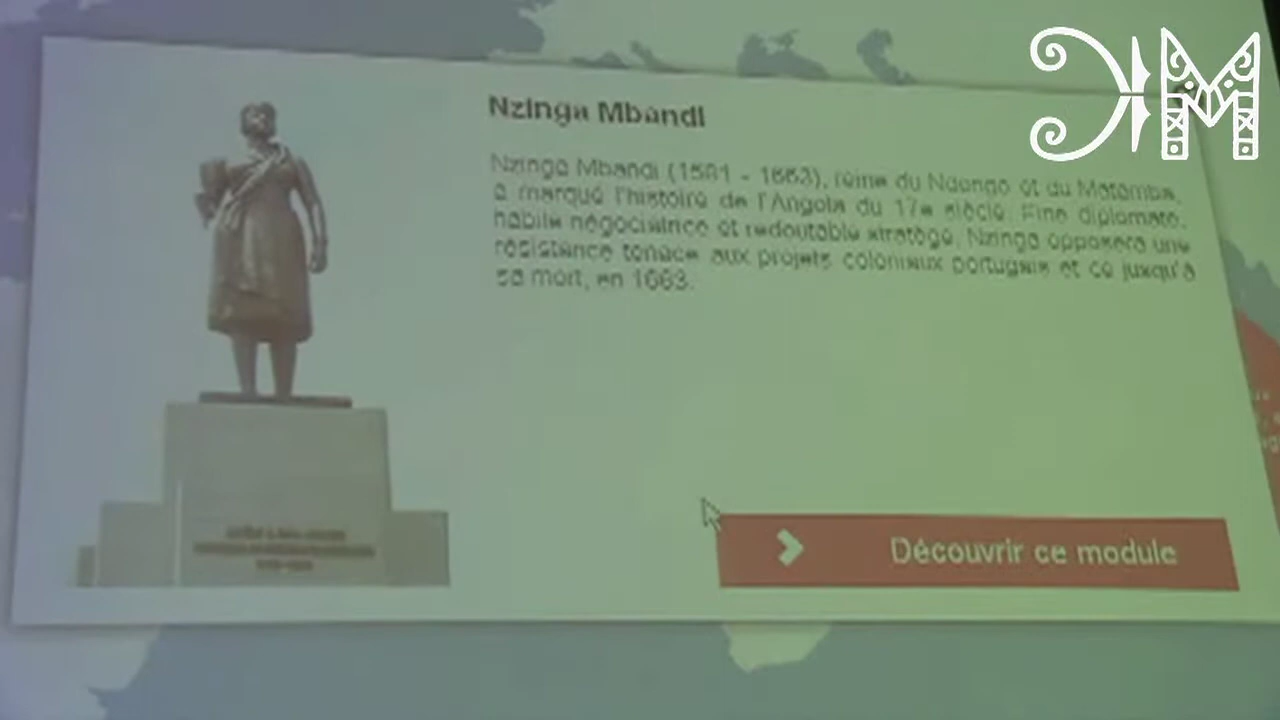 Nzinga Mbandi
Nzinga Mbandi (1581 - 1663), reine du Ndongo et du Matamba,
a marqué l'histoire de l'Angola du 17e siècle. Fine diplomate,
habile négociatrice et redoutable stratège, Nzinga opposera une
résistance tenace aux projets coloniaux portugais et ce jusqu'à
sa mort, en 1663.
Découvrir ce module
M